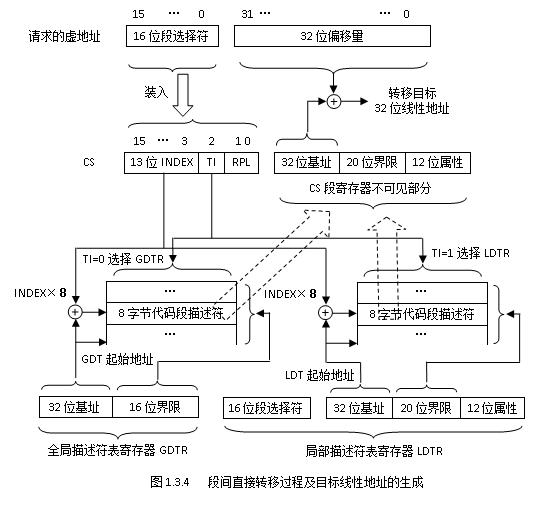 15 ··· 0
31 ··· 0
请求的虚地址
16 位段选择符
32 位偏移量
装入
转移目标
32 位线性地址
15 ··· 3 2 1 0
CS
13 位 INDEX
TI
RPL
32 位基址
20 位界限
12 位属性
CS 段寄存器不可见部分
TI=0 选择 GDTR
TI=1 选择 LDTR
INDEX× 8
···
8 字节代码段描述符
···
INDEX× 8
···
8 字节代码段描述符
···
GDT 起始地址
LDT 起始地址
32 位基址
16 位界限
16 位段选择符
32 位基址
20 位界限
12 位属性
全局描述符表寄存器 GDTR
局部描述符表寄存器 LDTR
图 1.3.4 段间直接转移过程及目标线性地址的生成